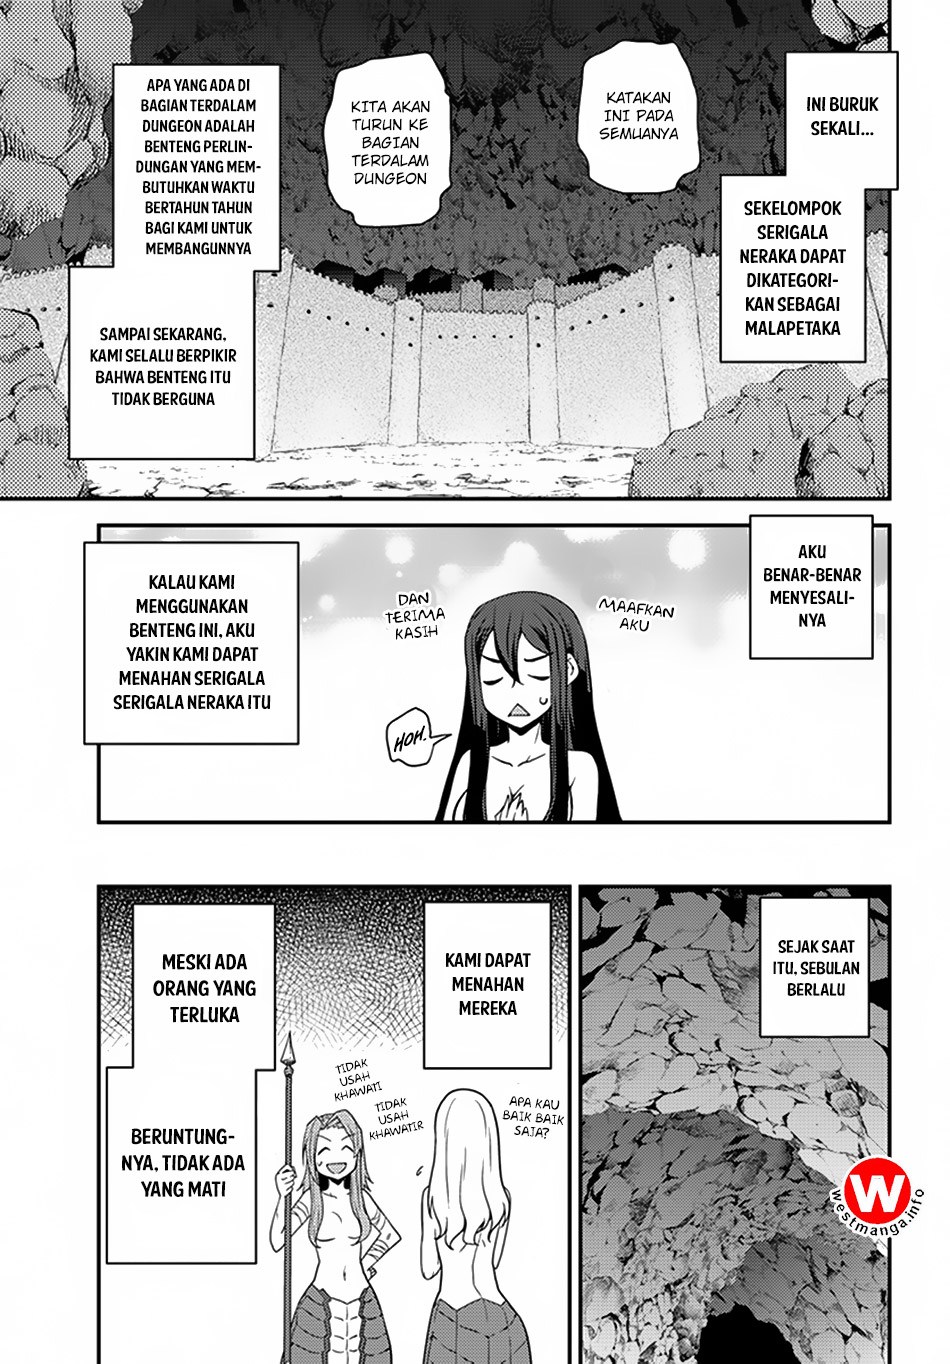 INI BURUK
SEKALI...
SEKELOMPOK
SERIGALA
NERAKA DAPAT
DIKATEGORI-
KAN SEBAGAI
MALAPETAKA
KATAKAN
INI PADA
SEMUANYA
KITA AKAN
TURUN KE
BAGIAN
TERDALAM
DUNGEON
APA YANG ADA DI
BAGIAN TERDALAM
DUNGEON ADALAH
BENTENG PERLIN-
DUNGAN YANG MEM-
BUTUHKAN WAKTU
BERTAHUN TAHUN
BAGI KAMI UNTUK
MEMBANGUNNYA
SAMPAI SEKARANG,
KAMI SELALU BERPIKIR
BAHWA BENTENG ITU
TIDAK BERGUNA
AKU
BENAR-BENAR
MENYESALI-
NYA
MAAFKAN
AKU
DAN
TERIMA
KASIH
HOH.
KALAU KAMI
MENGGUNAKAN
BENTENG INI, AKU
YAKIN KAMI DAPAT
MENAHAN SERIGALA
SERIGALA NERAKA ITU
SEJAK SAAT
ITU, SEBULAN
BERLALU
KAMI DAPAT
MENAHAN
MEREKA
APA KAU
BAIK BAIK
SAJA?
TIDAK
USAH
KHAWATI
TIDAK
USAH
KHAWATIR
MESKI ADA
ORANG YANG
TERLUKA
BERUNTUNG-
NYA, TIDAK ADA
YANG MATI
W
westmanga.info